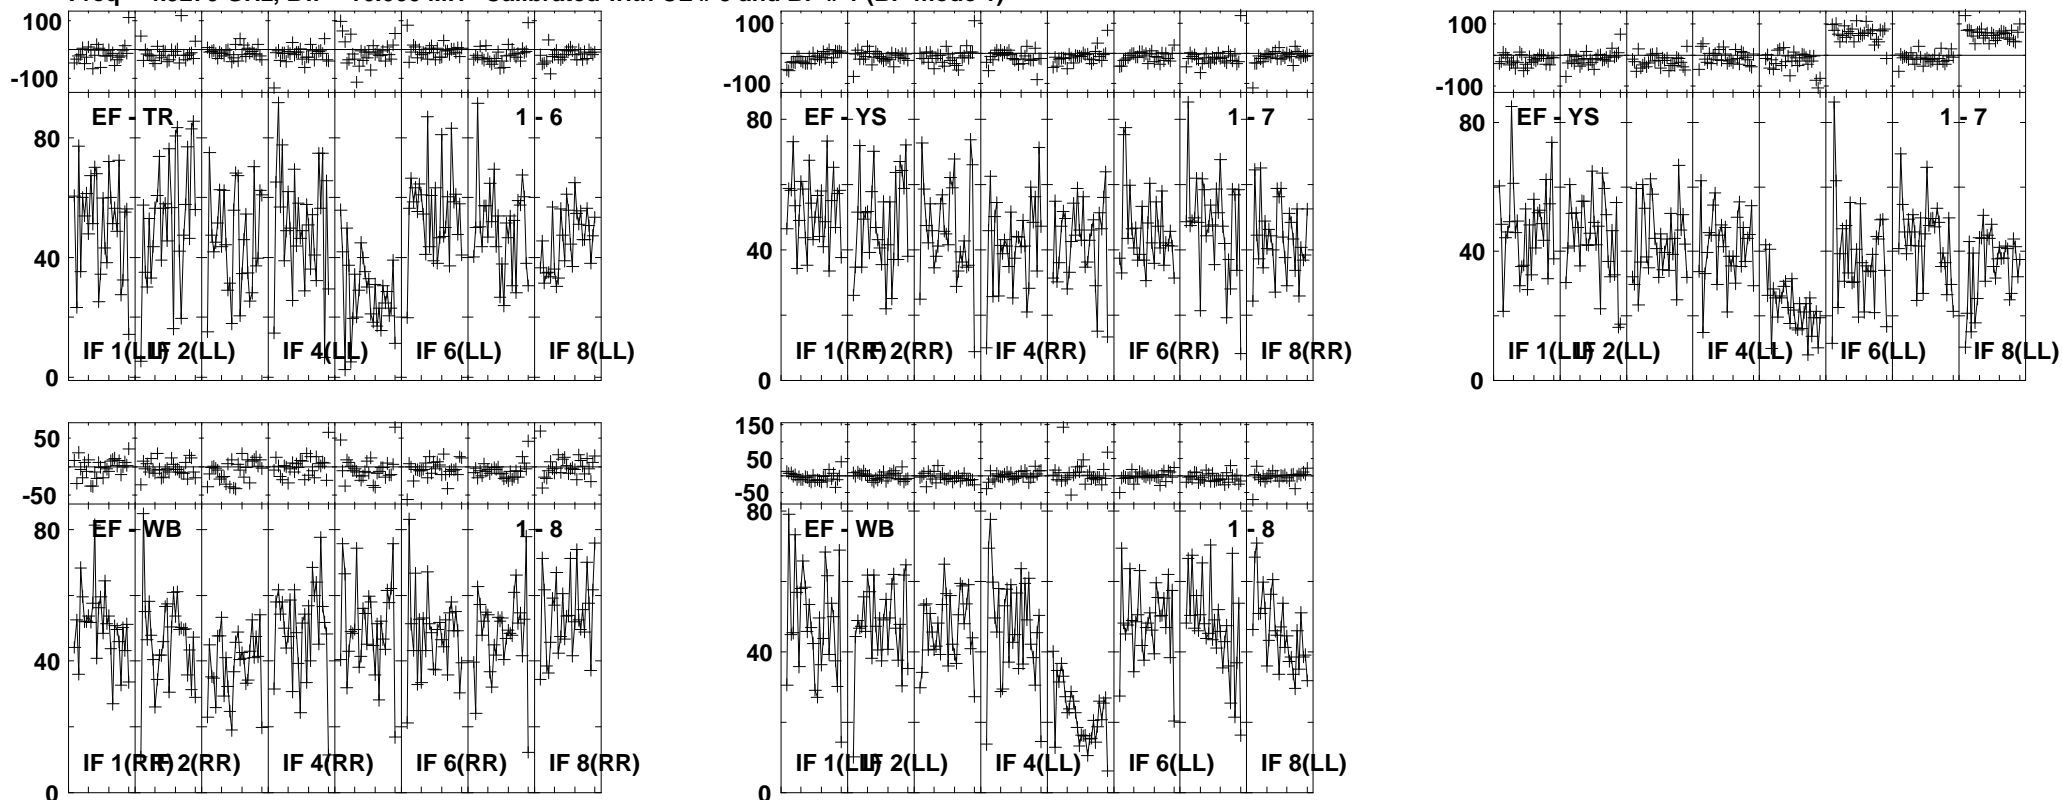 100
-100
EF - TR
1 - 6
80
40
0
IF 1(LL)
IF 2(LL)
IF 4(LL)
IF 6(LL)
IF 8(LL)
100
-100
EF - YS
1 - 7
80
40
0
IF 1(RR)
IF 2(RR)
IF 4(RR)
IF 6(RR)
IF 8(RR)
100
-100
EF - YS
1 - 7
80
40
0
IF 1(LL)
IF 2(LL)
IF 4(LL)
IF 6(LL)
IF 8(LL)
50
-50
EF - WB
1 - 8
80
40
0
IF 1(RR)
IF 2(RR)
IF 4(RR)
IF 6(RR)
IF 8(RR)
150
50
-50
EF - WB
1 - 8
80
40
0
IF 1(LL)
IF 2(LL)
IF 4(LL)
IF 6(LL)
IF 8(LL)